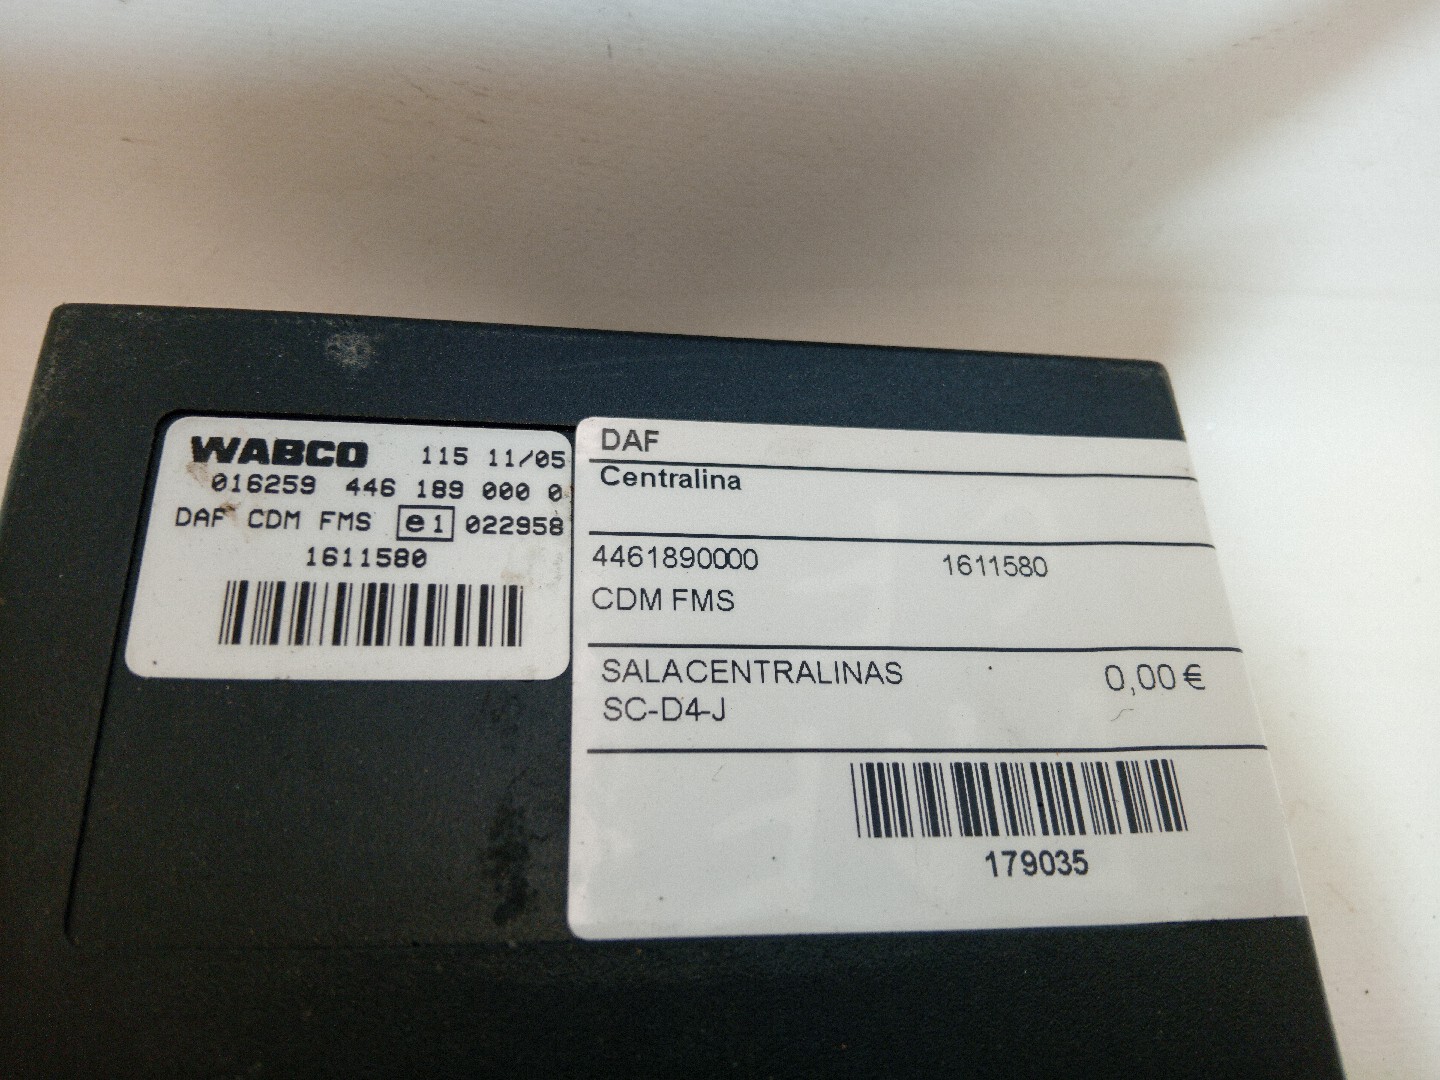 WABCO 115 11/05
016259 446 189 000 0
DAF CDM FMS e1 022958
1611580
DAF
Centralina
4461890000 1611580
CDM FMS
SALACENTRALINAS 0,00 €
SC-D4-J
179035